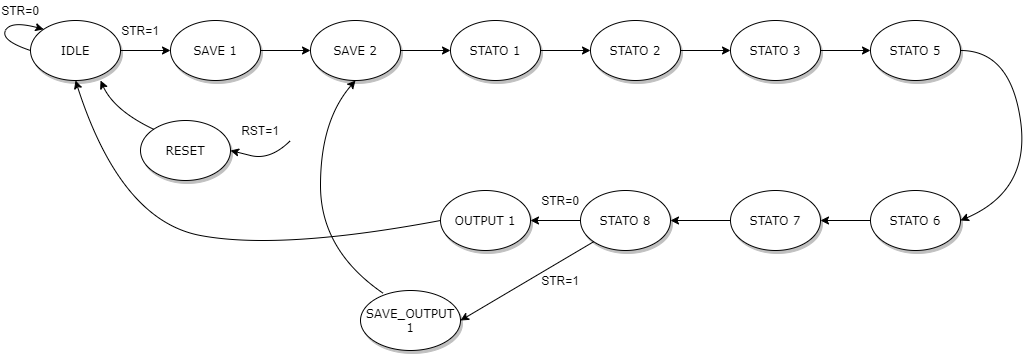 STR=0
IDLE
STR=1
SAVE 1
SAVE 2
STATO 1
STATO 2
STATO 3
STATO 5
RESET
RST=1
OUTPUT 1
STR=0
STATO 8
STATO 7
STATO 6
STR=1
SAVE_OUTPUT
1